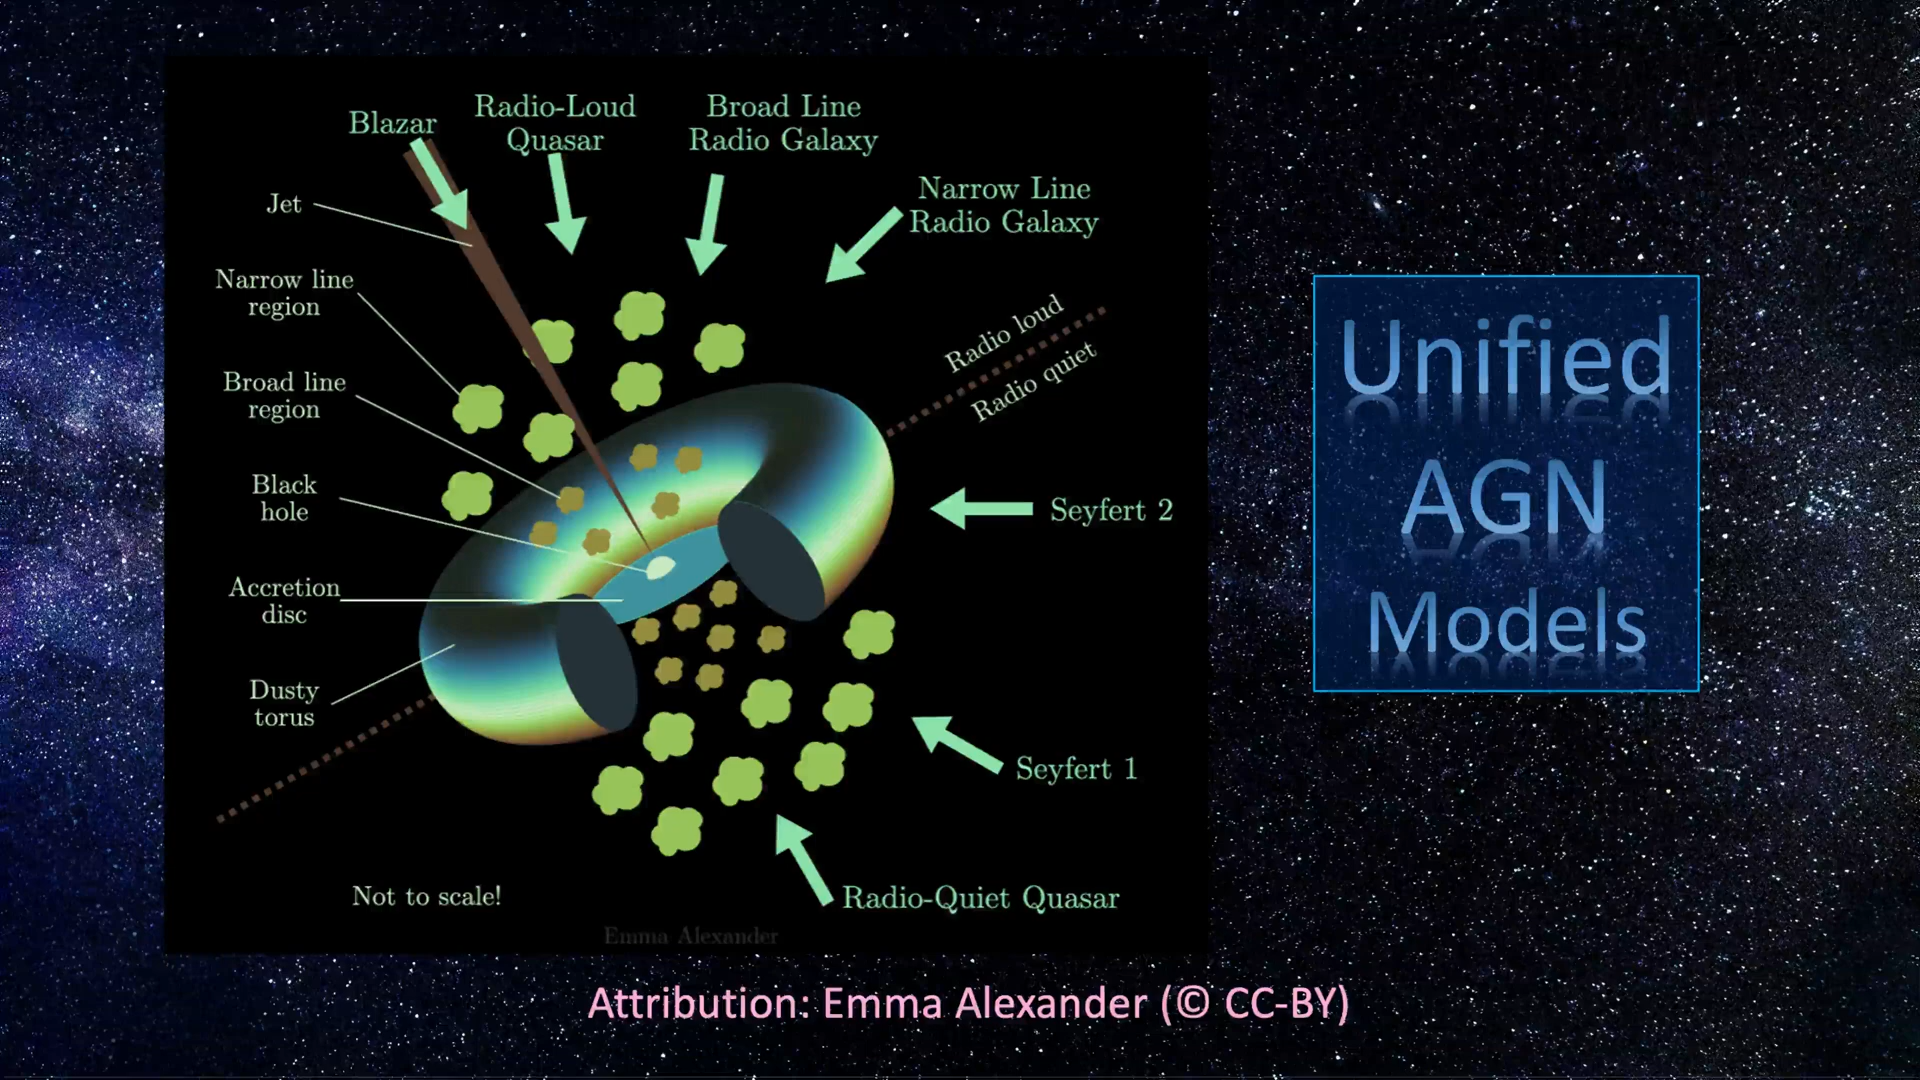 Blazar
Radio-Loud
Quasar
Broad Line
Radio Galaxy
Narrow Line
Radio Galaxy
Jet
Narrow line
region
Broad line
region
Black
hole
Accretion
disc
Dusty
torus
Radio loud
Radio quiet
Seyfert 2
Seyfert 1
Radio-Quiet Quasar
Not to scale!
Emma Alexander
Unified
AGN
Models
Attribution: Emma Alexander (© CC-BY)